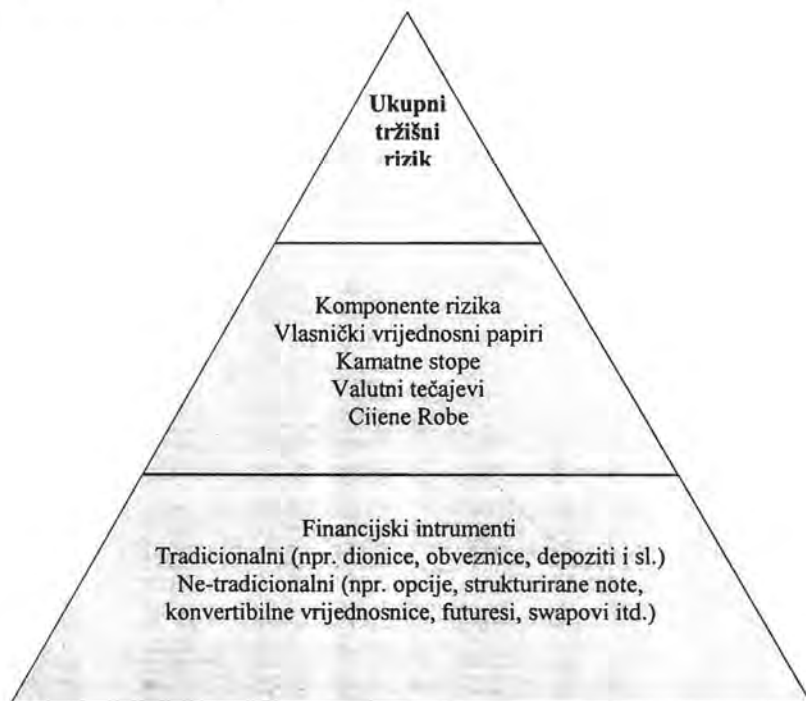 Ukupni
tržišni
rizik
Komponente rizika
Vlasnički vrijednosni papiri
Kamatne stope
Valutni tečajevi
Cijene Robe
Financijski intrumenti
Tradicionalni (npr. dionice, obveznice, depoziti i sl.)
Ne-tradicionalni (npr. opcije, strukturirane note,
konvertibilne vrijednosnice, futuresi, swapovi itd.)